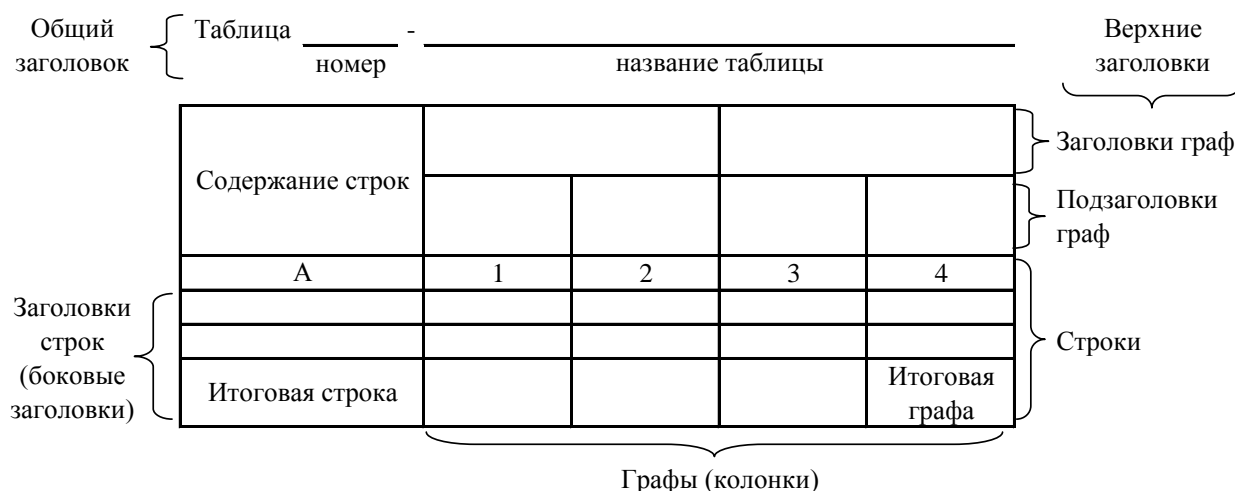 Общий
заголовок
Таблица -
номер
название таблицы
Верхние
заголовки
Содержание строк
Заголовки граф
Подзаголовки
граф
А 1 2 3 4
Заголовки
строк
(боковые
заголовки)
Строки
Итоговая строка
Итоговая
графа
Графы (колонки)